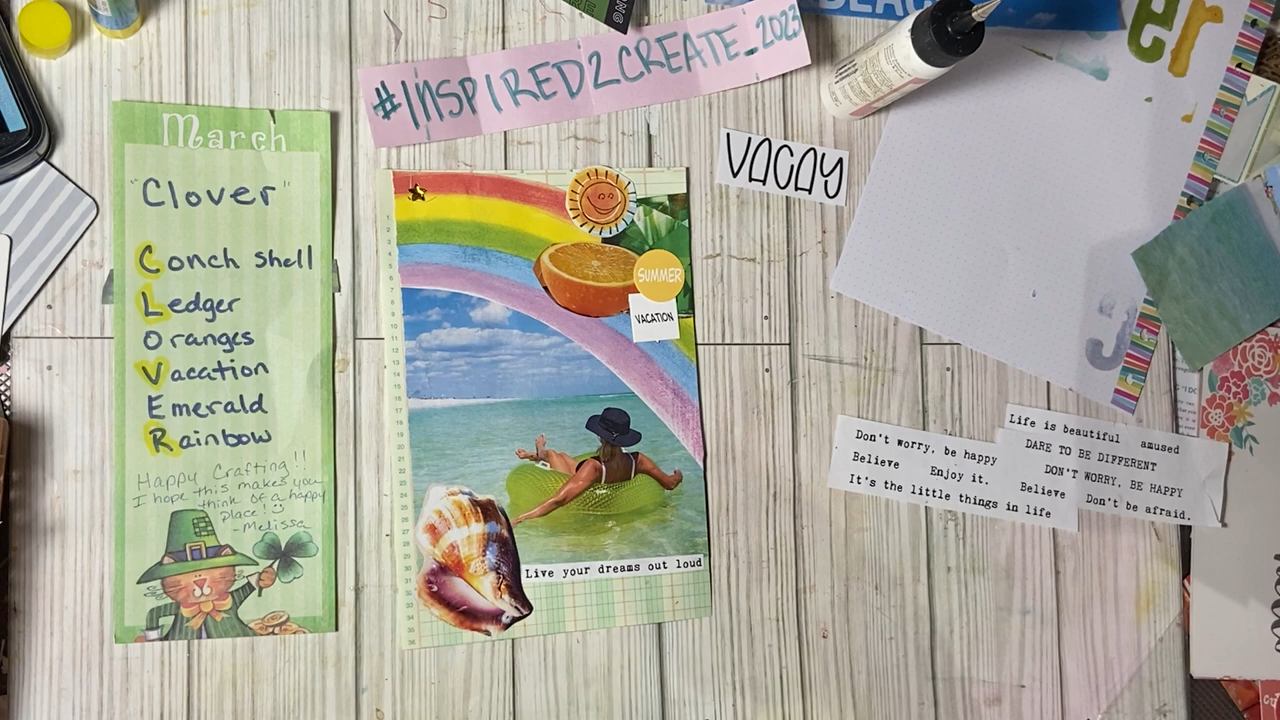 #INSPIRED2CREATE_2023
March
"Clover"
Conch shell
Ledger
Oranges
Vacation
Emerald
Rainbow
Happy Crafting!!
I hope this makes you
think of a happy
place! :)
- Melissa
SUMMER
VACATION
Live your dreams out loud
VACAY
Don't worry, be happy
Believe Enjoy it.
It's the little things in life
Life is beautiful amused
DARE TO BE DIFFERENT
DON'T WORRY, BE HAPPY
Believe Don't be afraid.
er
3